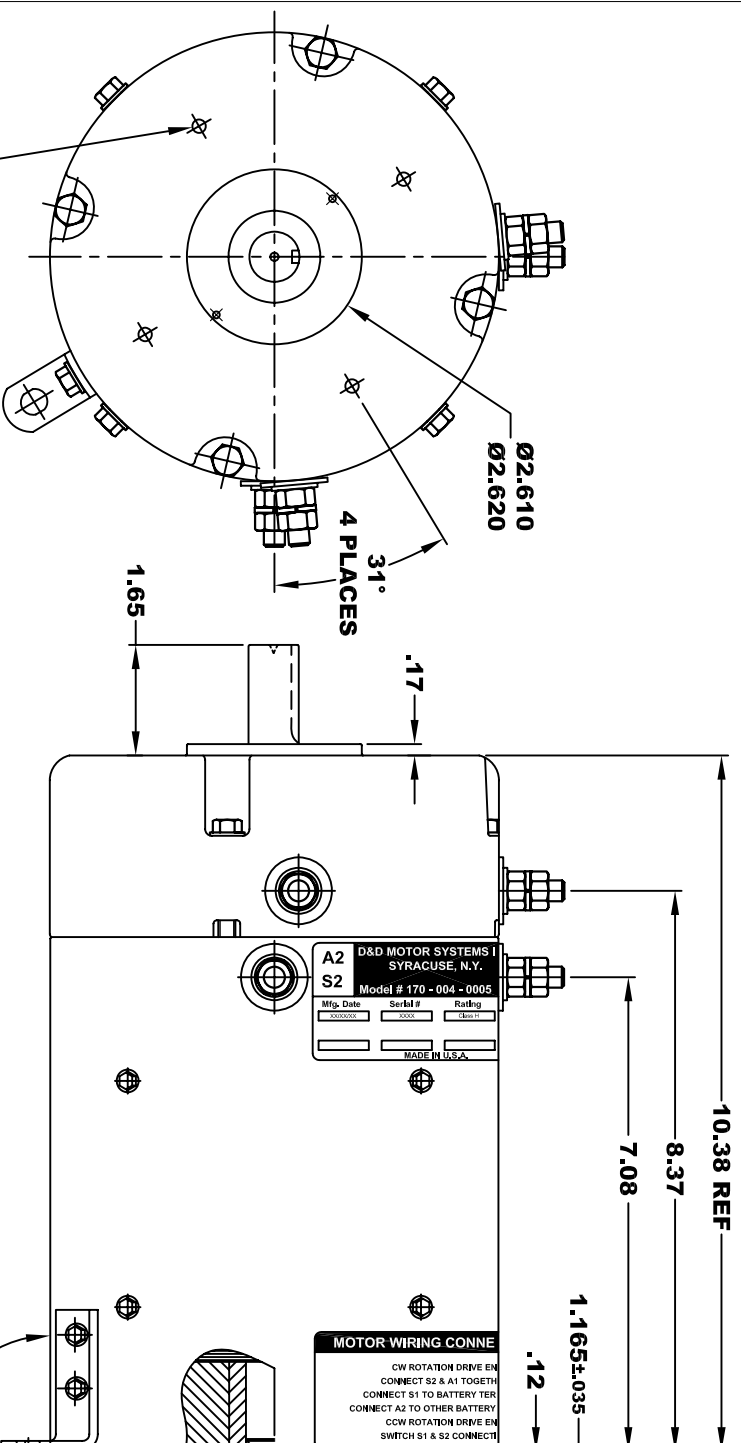 Ø2.610
Ø2.620
31°
4 PLACES
1.65
.17
10.38 REF
8.37
7.08
1.165±.035
.12
A2
S2
D&D MOTOR SYSTEMS I
SYRACUSE, N.Y.
Model # 170 - 004 - 0005
Mfg. Date Serial # Rating
XX/XX/XX XXXX Class H
MADE IN U.S.A.
MOTOR WIRING CONNE
CW ROTATION DRIVE EN
CONNECT S2 & A1 TOGETH
CONNECT S1 TO BATTERY TER
CONNECT A2 TO OTHER BATTERY
CCW ROTATION DRIVE EN
SWITCH S1 & S2 CONNECTI